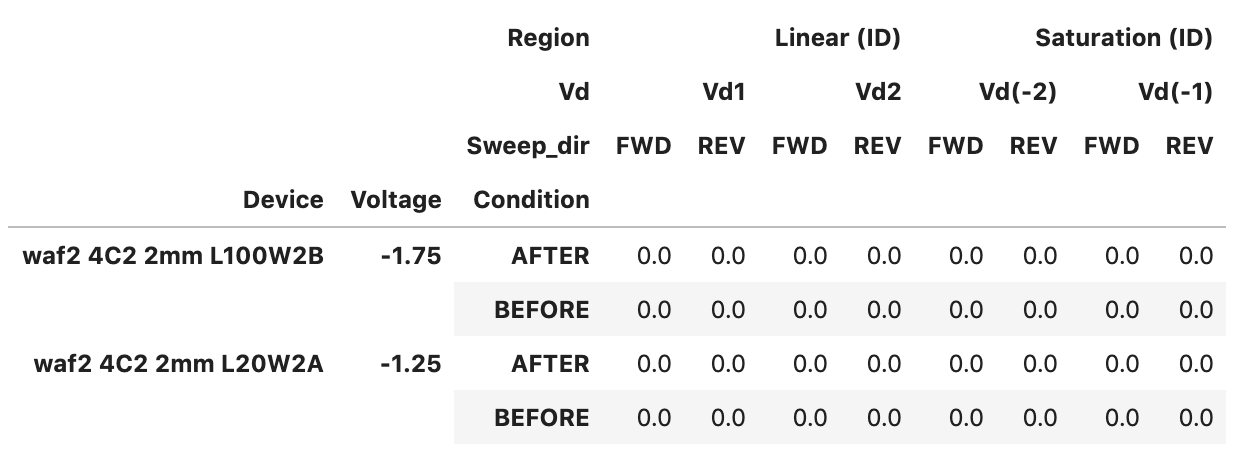 Region Linear (ID) Saturation (ID)
Vd Vd1 Vd2 Vd(-2) Vd(-1)
Sweep_dir FWD REV FWD REV FWD REV FWD REV
Device Voltage Condition
waf2 4C2 2mm L100W2B -1.75 AFTER 0.0 0.0 0.0 0.0 0.0 0.0 0.0 0.0
BEFORE 0.0 0.0 0.0 0.0 0.0 0.0 0.0 0.0
waf2 4C2 2mm L20W2A -1.25 AFTER 0.0 0.0 0.0 0.0 0.0 0.0 0.0 0.0
BEFORE 0.0 0.0 0.0 0.0 0.0 0.0 0.0 0.0